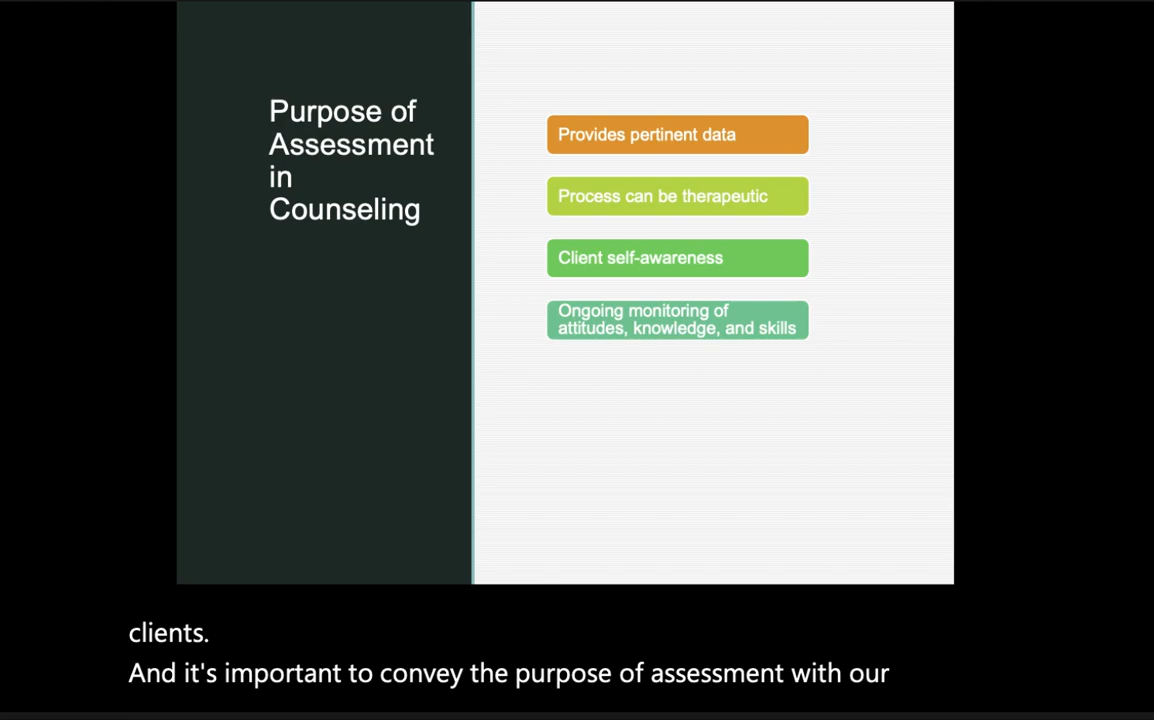 Purpose of
Assessment
in
Counseling
Provides pertinent data
Process can be therapeutic
Client self-awareness
Ongoing monitoring of
attitudes, knowledge, and skills
clients.
And it's important to convey the purpose of assessment with our